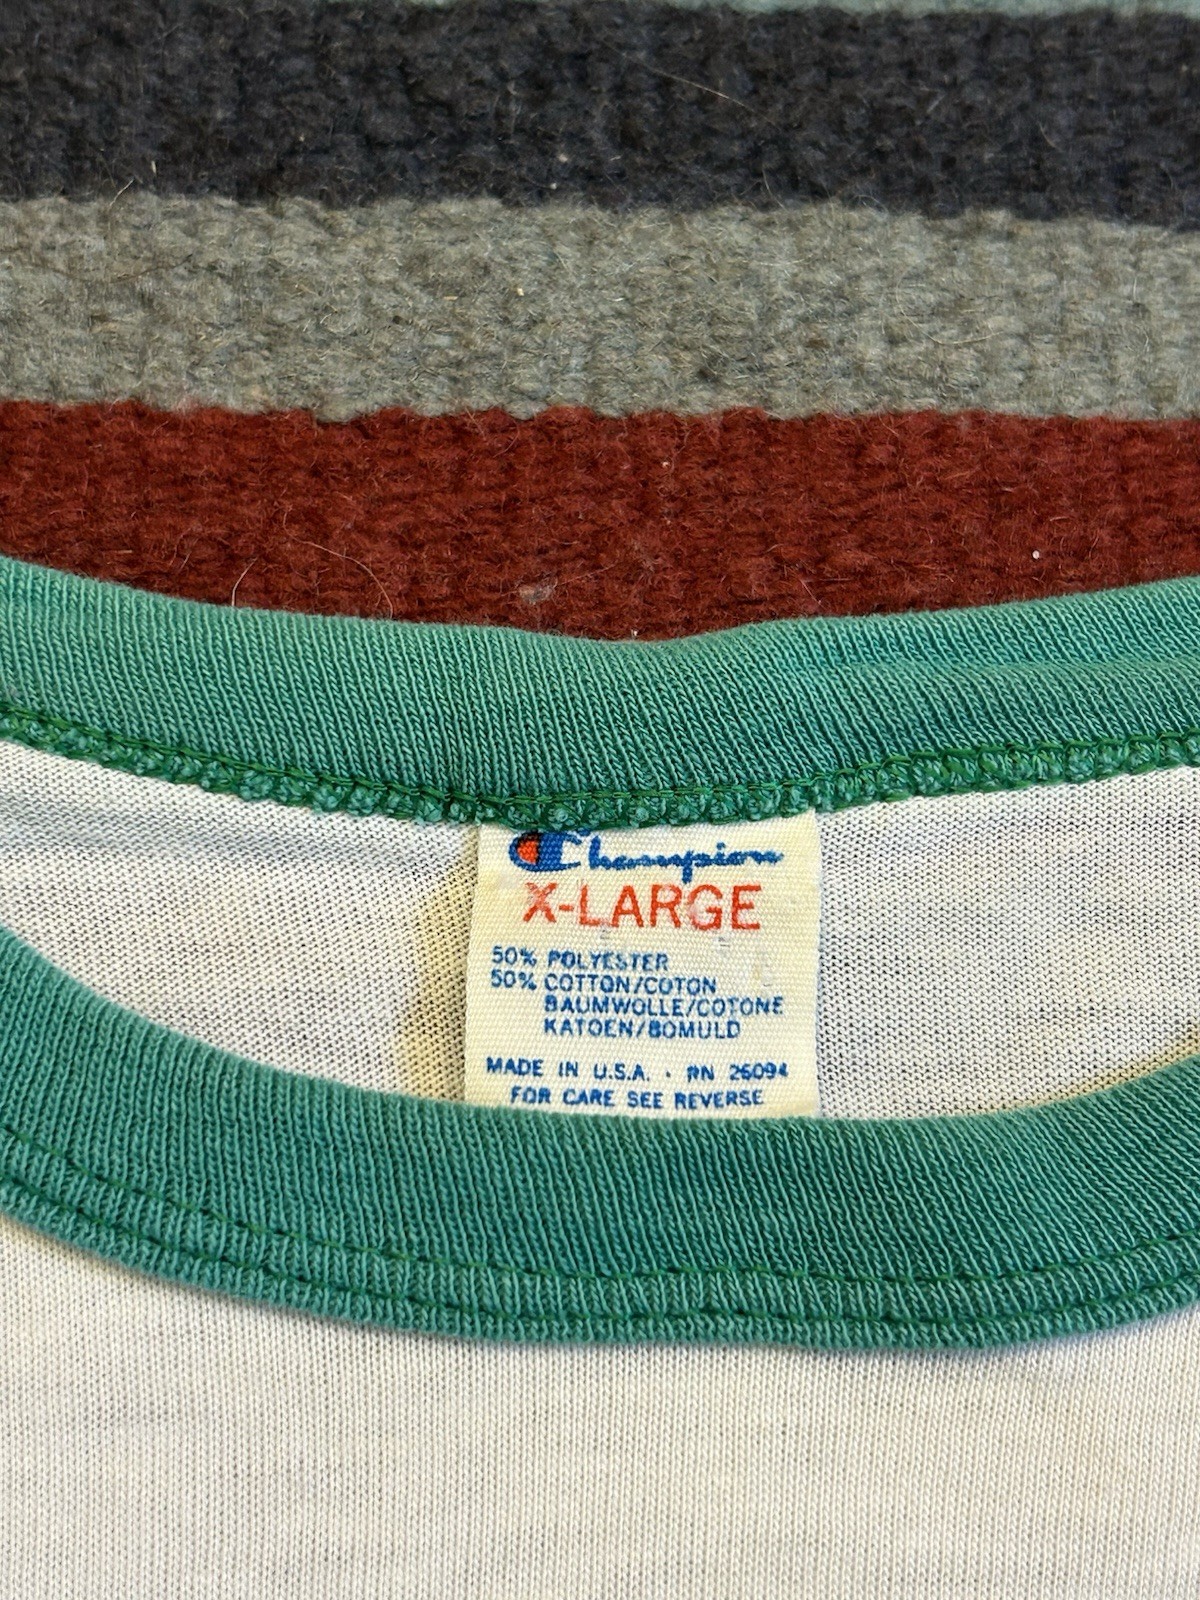 Champion
X-LARGE
50% POLYESTER
50% COTTON/COTON
BAUMWOLLE/COTONE
KATOEN/BOMULD
MADE IN U.S.A. · RN 26094
FOR CARE SEE REVERSE